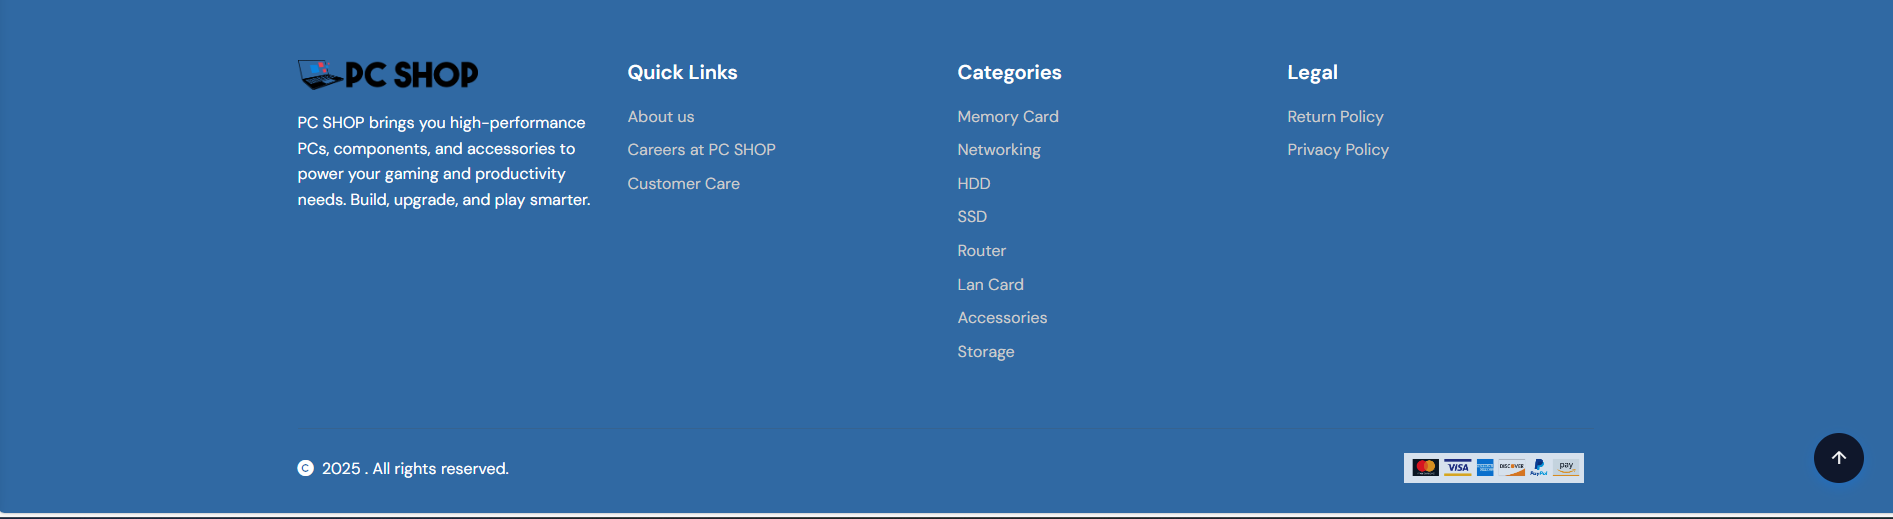 PC SHOP
PC SHOP brings you high-performance
PCs, components, and accessories to
power your gaming and productivity
needs. Build, upgrade, and play smarter.
Quick Links
About us
Careers at PC SHOP
Customer Care
Categories
Memory Card
Networking
HDD
SSD
Router
Lan Card
Accessories
Storage
Legal
Return Policy
Privacy Policy
© 2025 . All rights reserved.
VISA
DISCOVER
PayPal
pay